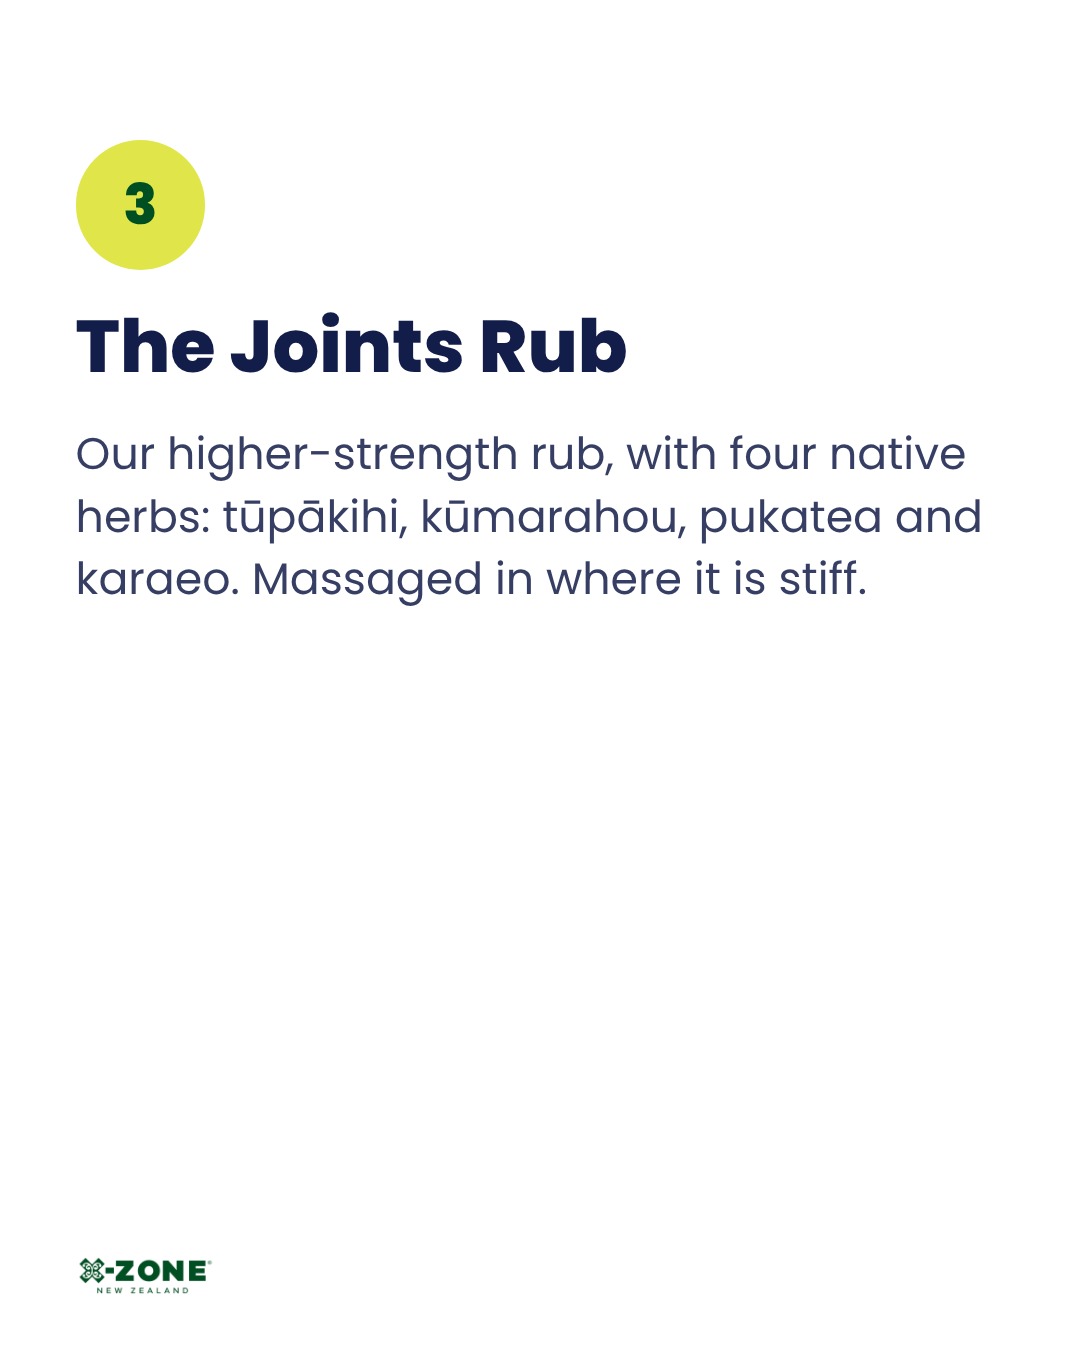 3
The Joints Rub
Our higher-strength rub, with four native
herbs: tūpākihi, kūmarahou, pukatea and
karaeo. Massaged in where it is stiff.
X-ZONE®
NEW ZEALAND